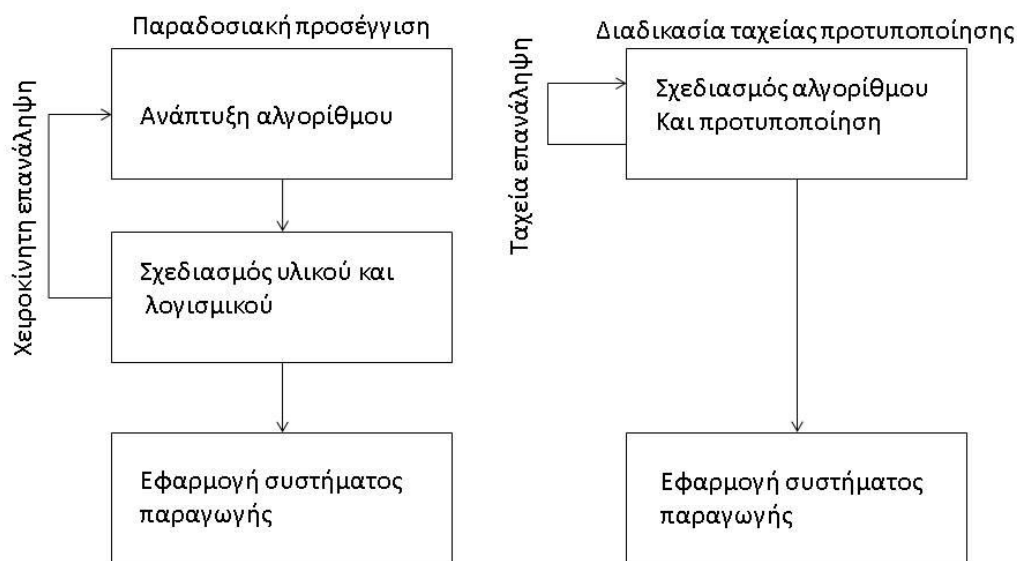 Παραδοσιακή προσέγγιση
Χειροκίνητη επανάληψη
Ανάπτυξη αλγορίθμου
Σχεδιασμός υλικού και
λογισμικού
Εφαρμογή συστήματος
παραγωγής
Διαδικασία ταχείας προτυποποίησης
Ταχεία επανάληψη
Σχεδιασμός αλγορίθμου
Και προτυποποίηση
Εφαρμογή συστήματος
παραγωγής